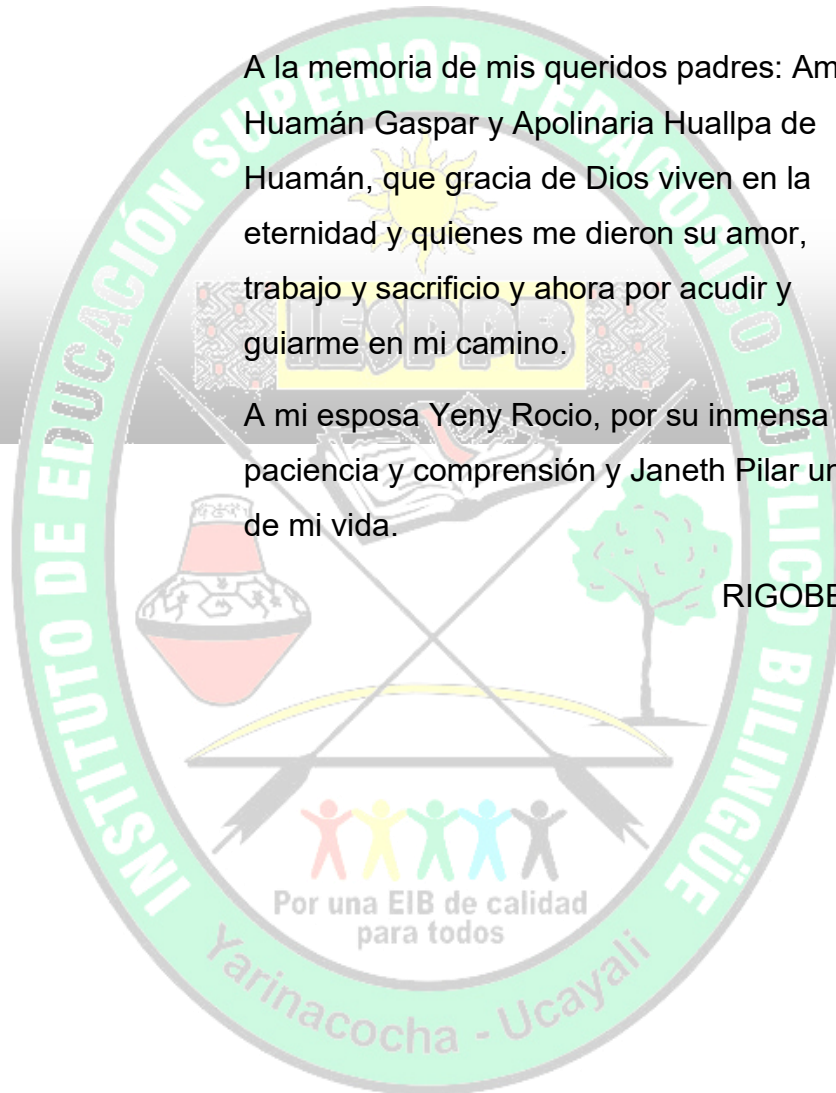 A la memoria de mis queridos padres:
Huamán Gaspar y Apolinaria Huallpa de
Huamán, que gracia de Dios viven en la
eternidad y quienes me dieron su amor,
trabajo y sacrificio y ahora por acudir y
guiarme en mi camino.
A mi esposa Yeny Rocio, por su inmensa
paciencia y comprensión y Janeth Pilar
de mi vida.
INSTITUTO DE EDUCACIÓN SUPERIOR PEDAGÓGICO PÚBLICO BILINGÜE
IESPPB
Por una EIB de calidad
para todos
Yarinacocha - Ucayali